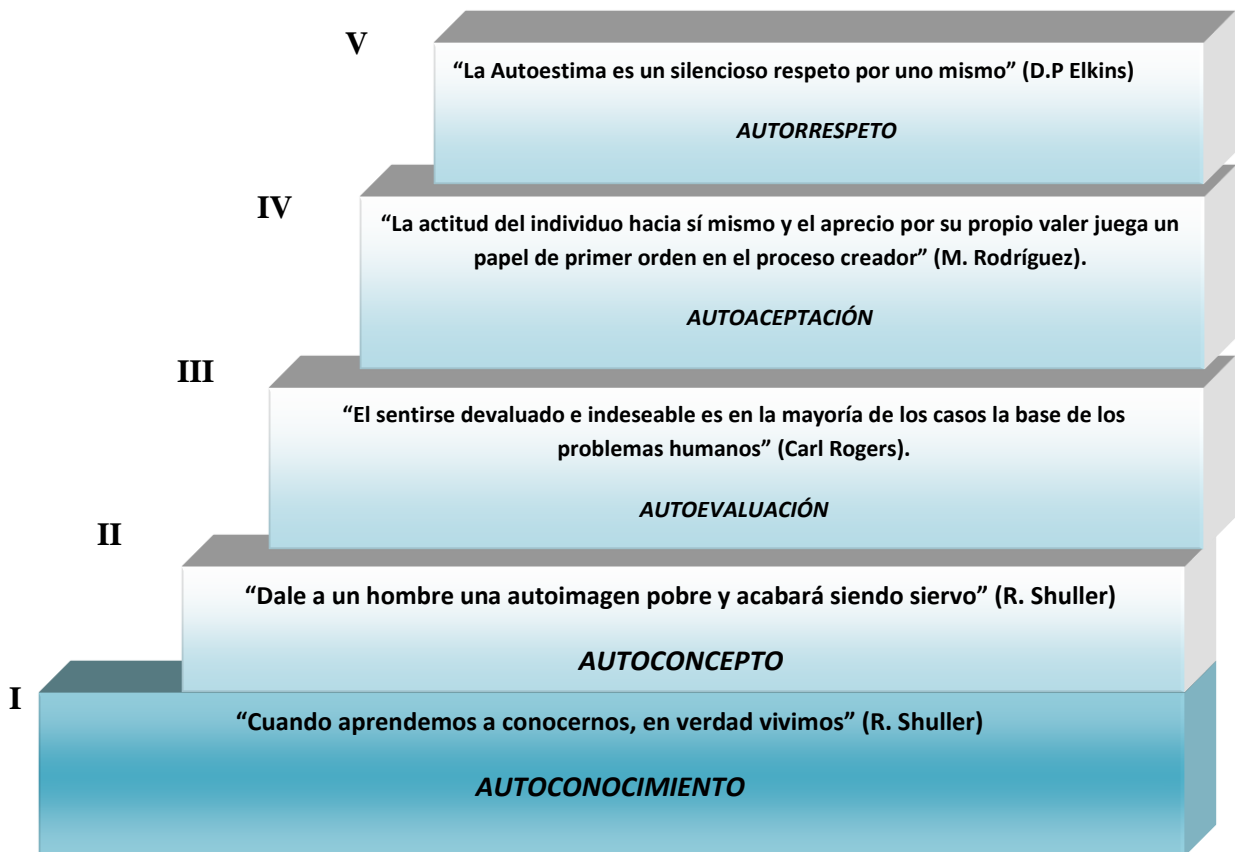 V
“La Autoestima es un silencioso respeto por uno mismo” (D.P Elkins)
AUTORRESPETO
IV
“La actitud del individuo hacia sí mismo y el aprecio por su propio valer juega un
papel de primer orden en el proceso creador” (M. Rodríguez).
AUTOACEPTACIÓN
III
“El sentirse devaluado e indeseable es en la mayoría de los casos la base de los
problemas humanos” (Carl Rogers).
AUTOEVALUACIÓN
II
“Dale a un hombre una autoimagen pobre y acabará siendo siervo” (R. Shuller)
AUTOCONCEPTO
I
“Cuando aprendemos a conocernos, en verdad vivimos” (R. Shuller)
AUTOCONOCIMIENTO